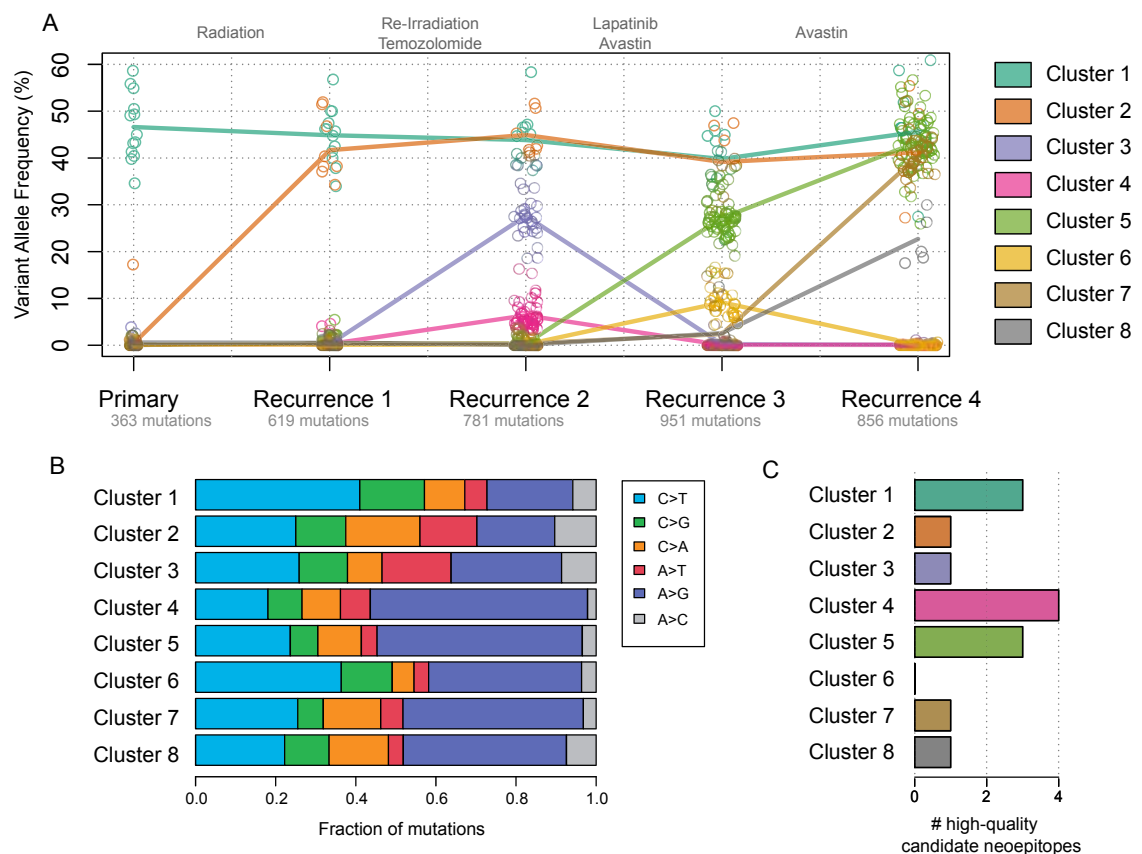 A
Radiation
Re-Irradiation
Temozolomide
Lapatinib
Avastin
Avastin
Variant Allele Frequency (%)
60
50
40
30
20
10
0
Cluster 1
Cluster 2
Cluster 3
Cluster 4
Cluster 5
Cluster 6
Cluster 7
Cluster 8
Primary
363 mutations
Recurrence 1
619 mutations
Recurrence 2
781 mutations
Recurrence 3
951 mutations
Recurrence 4
856 mutations
B
Cluster 1
Cluster 2
Cluster 3
Cluster 4
Cluster 5
Cluster 6
Cluster 7
Cluster 8
0.0 0.2 0.4 0.6 0.8 1.0
Fraction of mutations
C>T
C>G
C>A
A>T
A>G
A>C
C
Cluster 1
Cluster 2
Cluster 3
Cluster 4
Cluster 5
Cluster 6
Cluster 7
Cluster 8
0 2 4
# high-quality
candidate neoepitopes